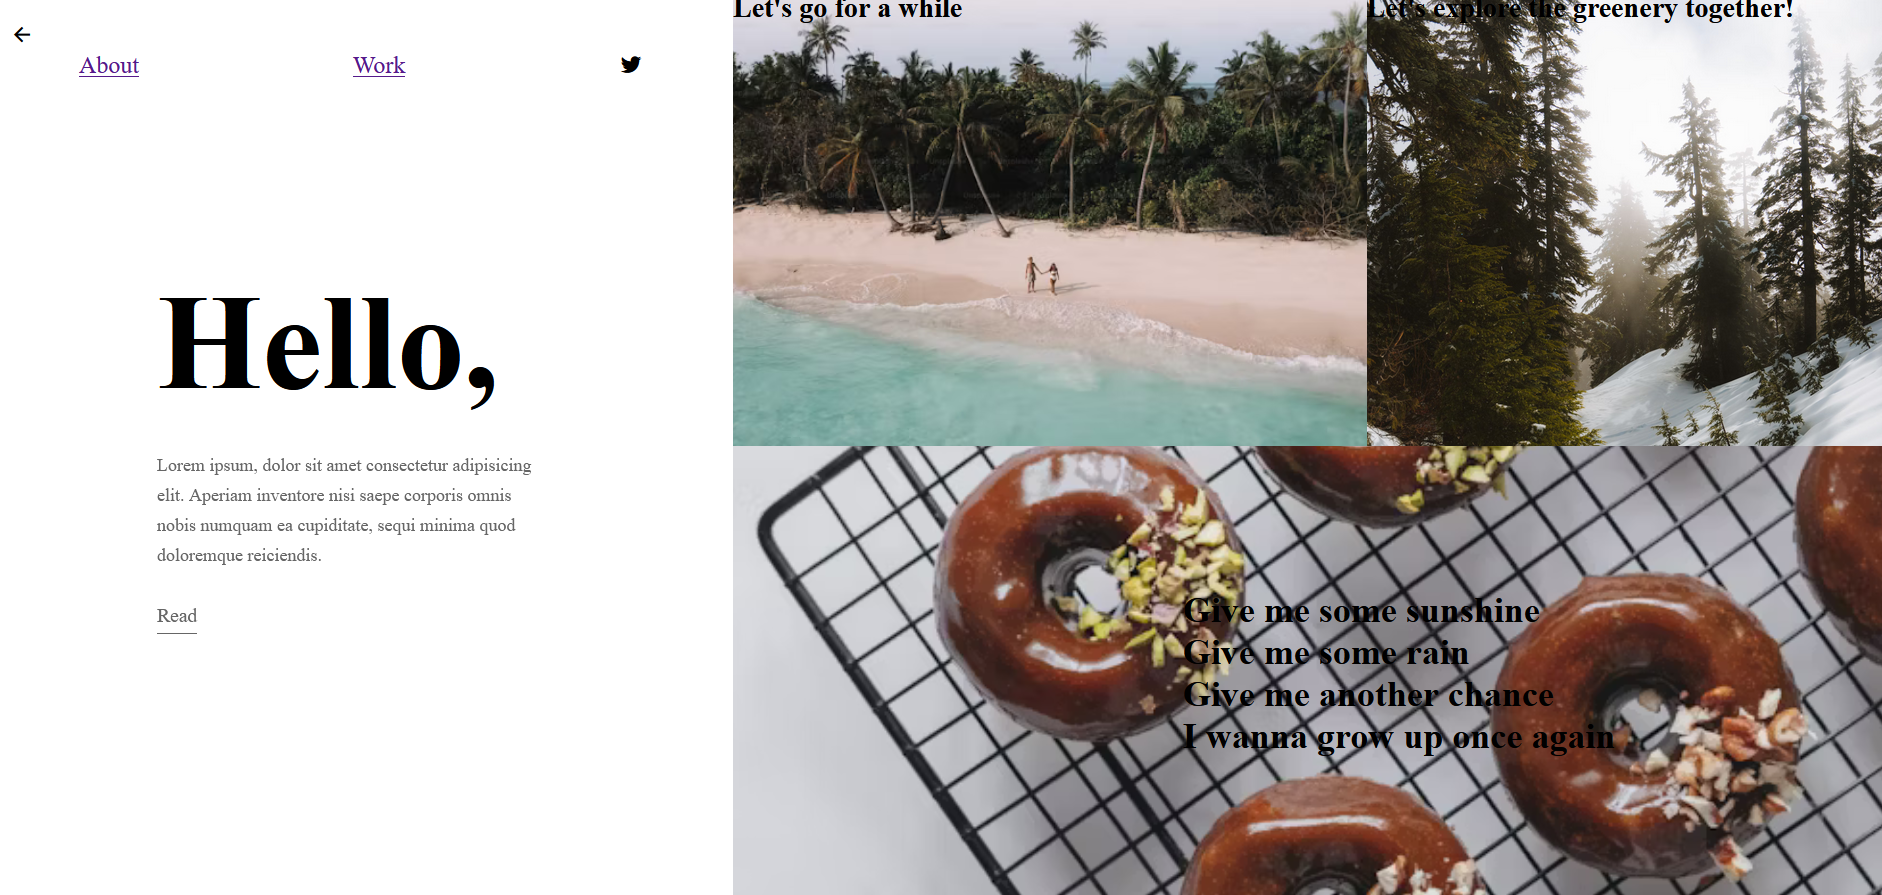 About
Work
Hello,
Lorem ipsum, dolor sit amet consectetur adipisicing
elit. Aperiam inventore nisi saepe corporis omnis
nobis numquam ea cupiditate, sequi minima quod
doloremque reiciendis.
Read
Let's go for a while
Let's explore the greenery together!
Give me some sunshine
Give me some rain
Give me another chance
I wanna grow up once again